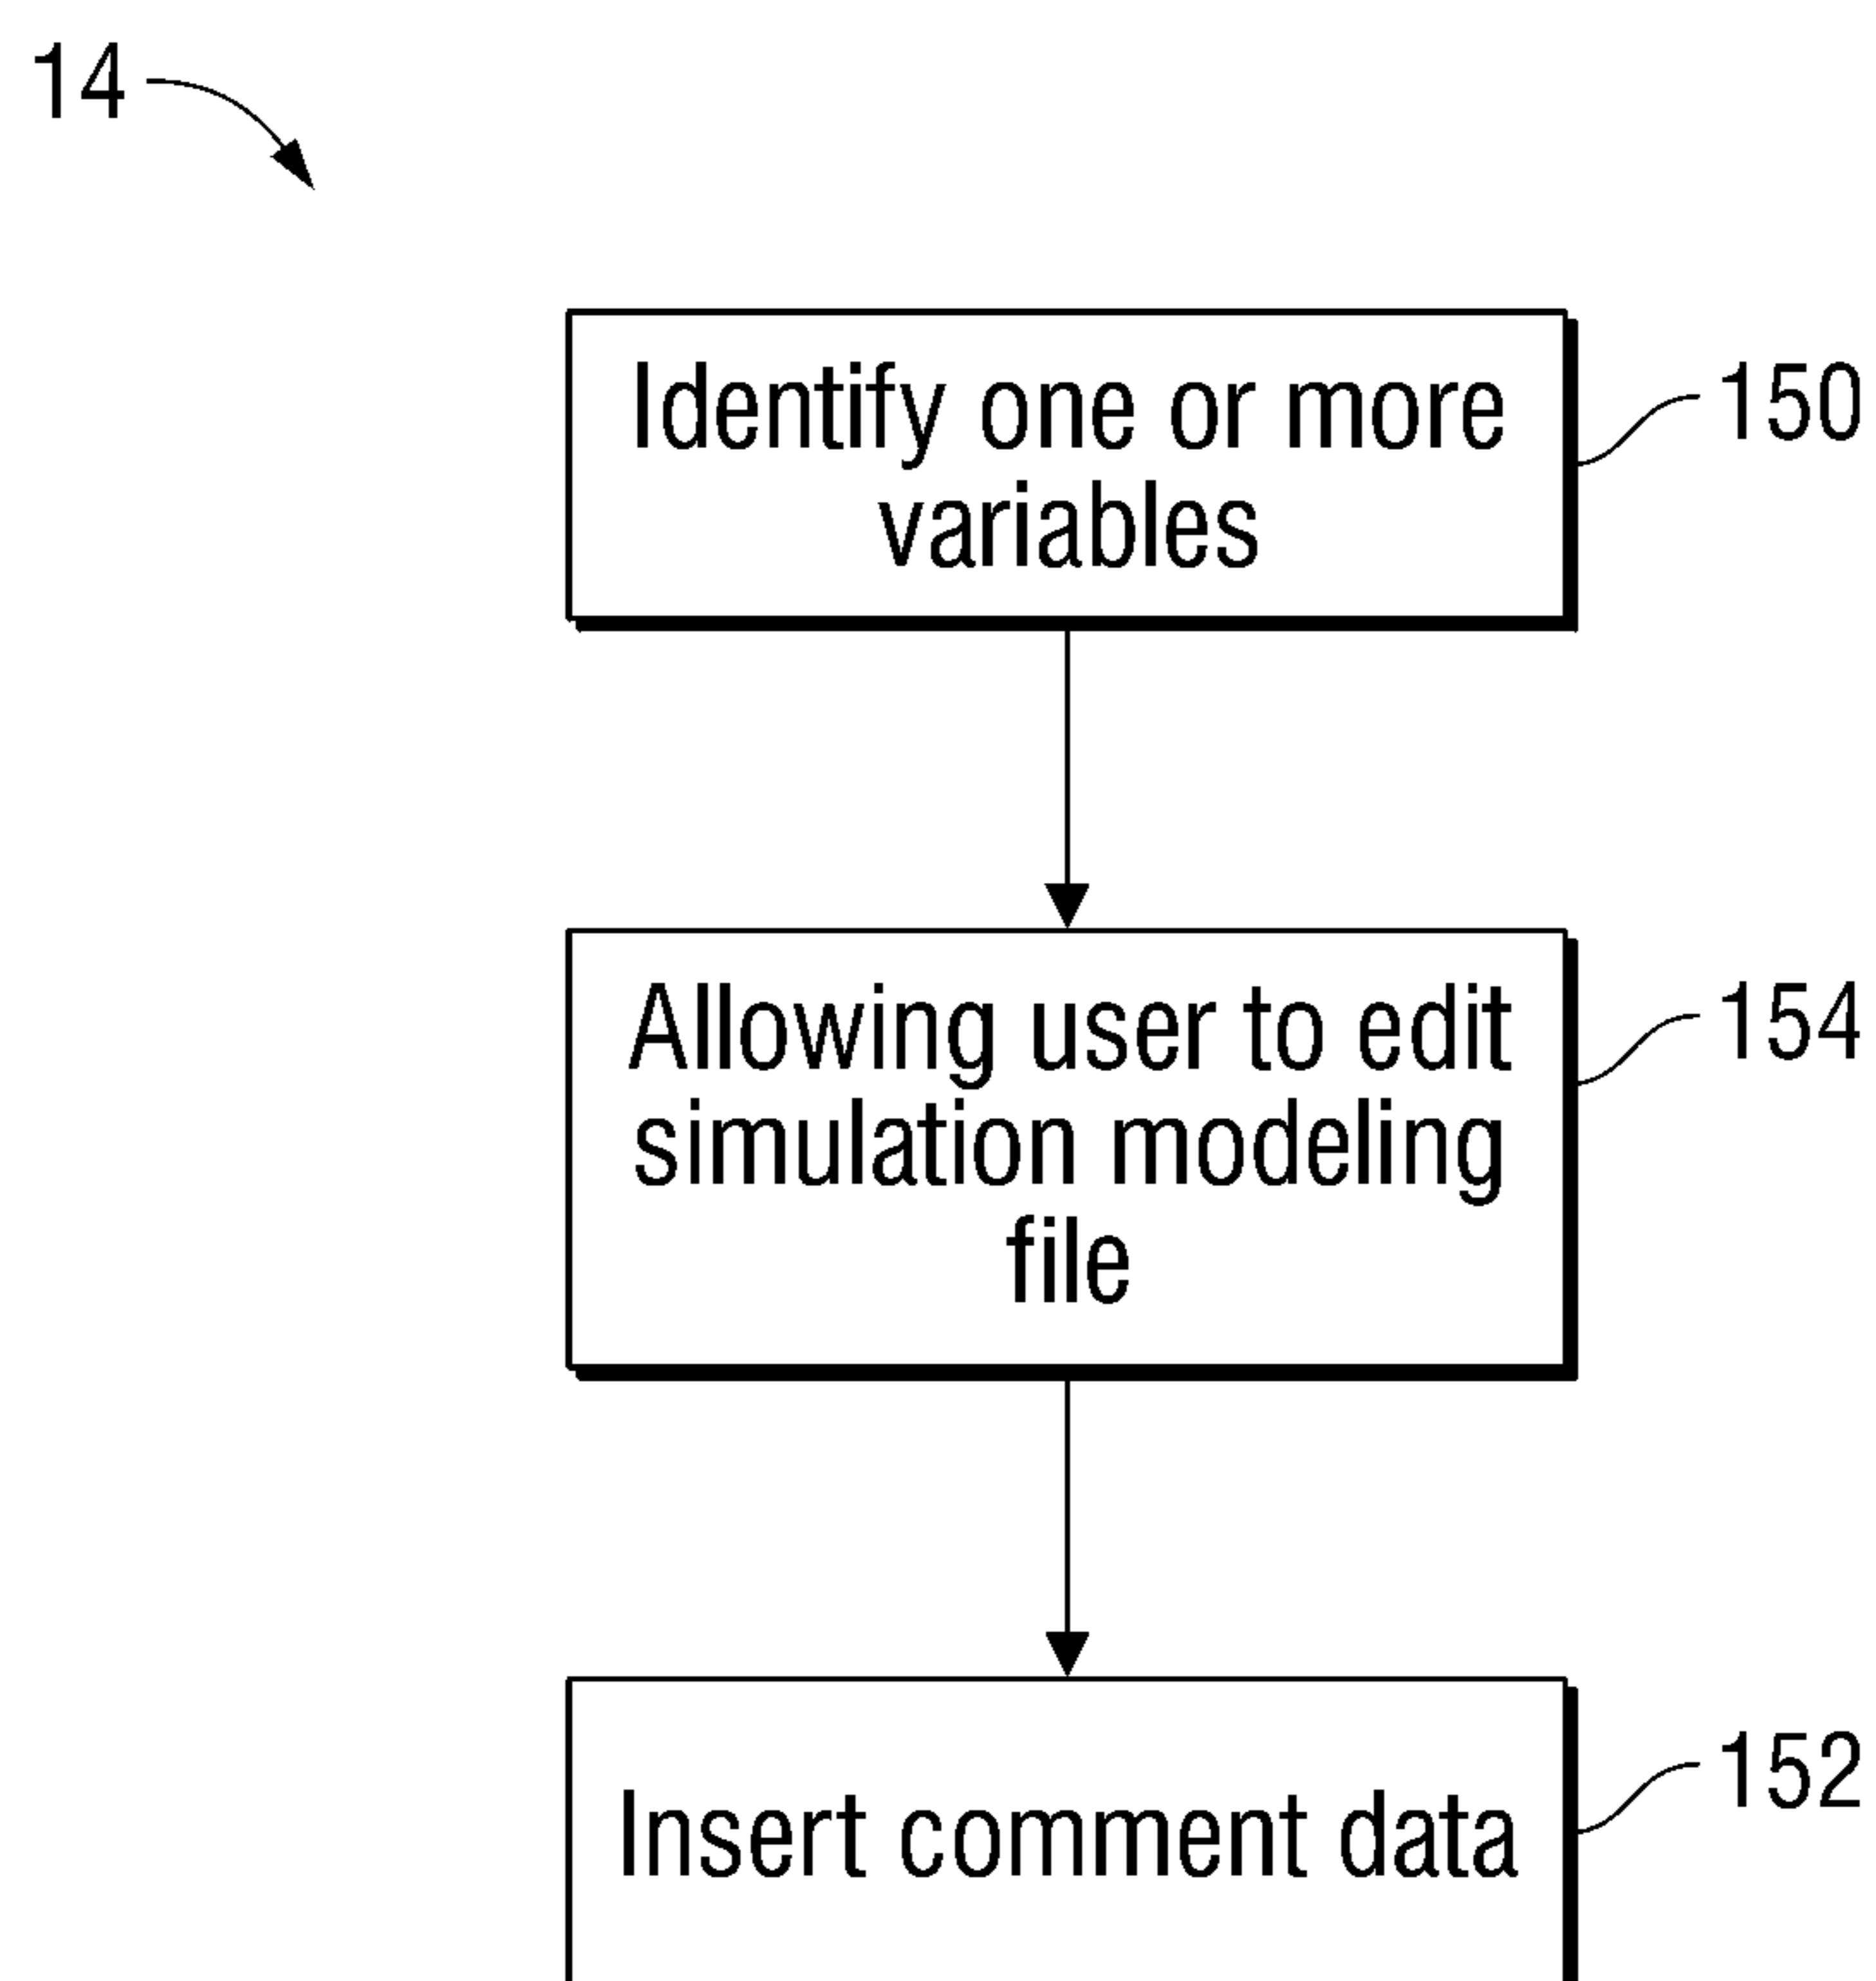 14
Identify one or more
variables
150
Allowing user to edit
simulation modeling
file
154
Insert comment data
152